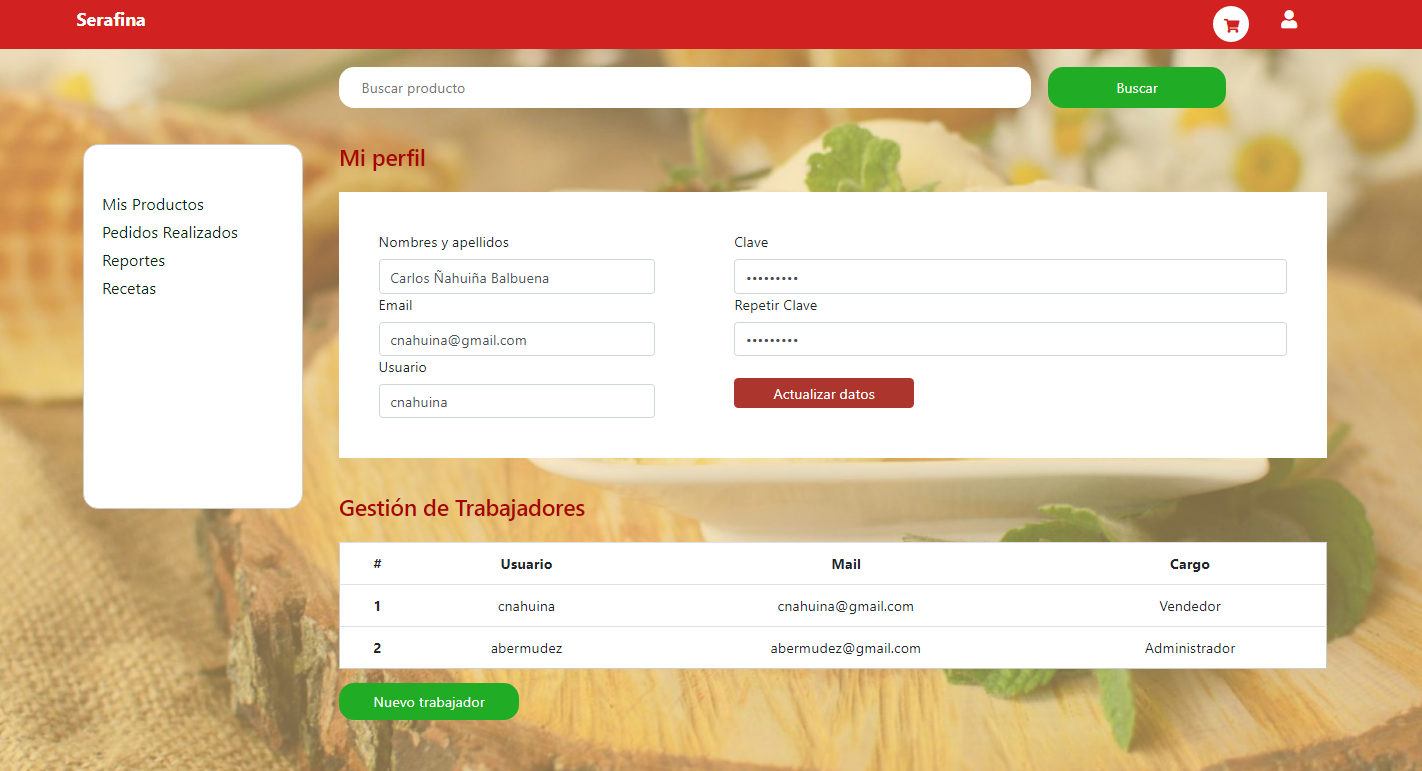 Serafina
Buscar producto
Buscar
Mis Productos
Pedidos Realizados
Reportes
Recetas
Mi perfil
Nombres y apellidos
Carlos Ñahuiña Balbuena
Email
cnahuina@gmail.com
Usuario
cnahuina
Clave
•••••••••
Repetir Clave
•••••••••
Actualizar datos
Gestión de Trabajadores
# Usuario Mail Cargo
1 cnahuina cnahuina@gmail.com Vendedor
2 abermudez abermudez@gmail.com Administrador
Nuevo trabajador